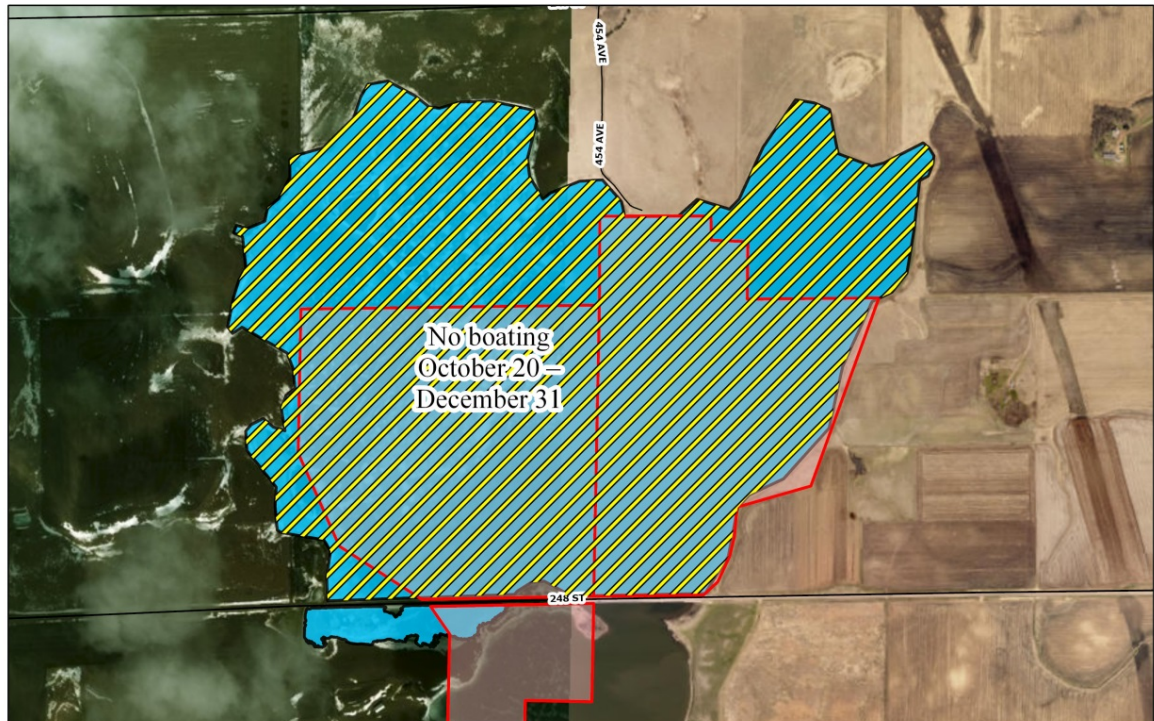 454 AVE
454 AVE
No boating
October 20 –
December 31
248 ST